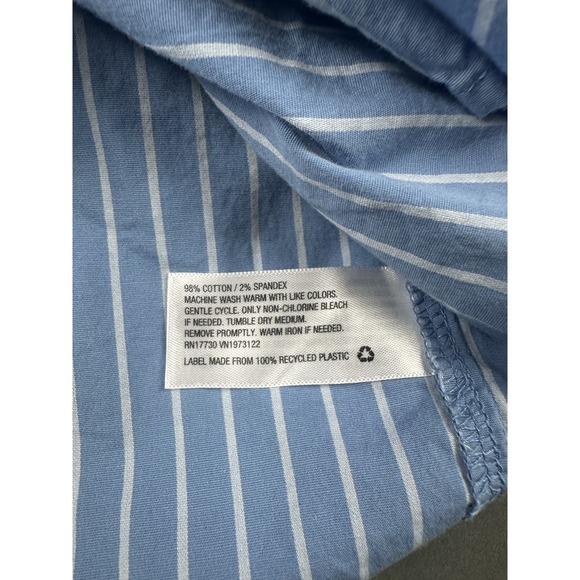 98% COTTON / 2% SPANDEX
MACHINE WASH WARM WITH LIKE COLORS.
GENTLE CYCLE. ONLY NON-CHLORINE BLEACH
IF NEEDED. TUMBLE DRY MEDIUM.
REMOVE PROMPTLY. WARM IRON IF NEEDED.
RN17730 VN1973122
LABEL MADE FROM 100% RECYCLED PLASTIC